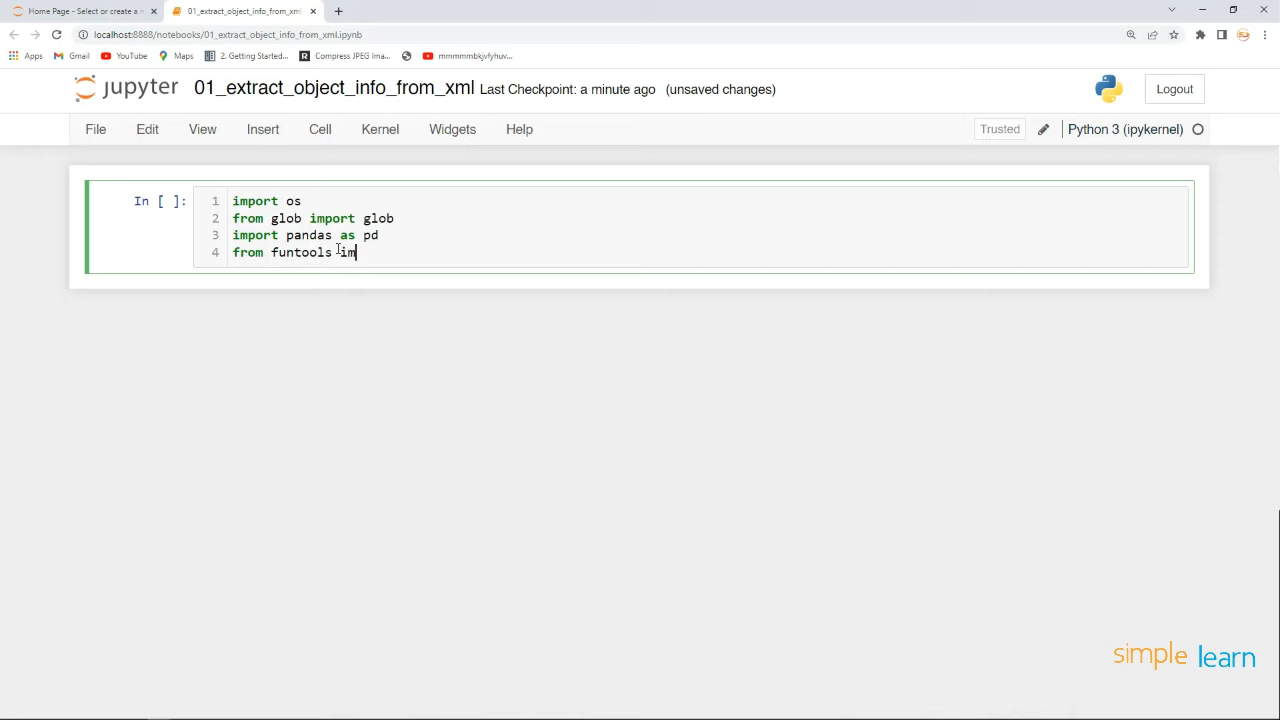 Home Page - Select or create a n
01_extract_object_info_from_xml
localhost:8888/notebooks/01_extract_object_info_from_xml.ipynb
Apps Gmail YouTube Maps 2. Getting Started... Compress JPEG Ima... mmmmmbkjvfyhuv...
jupyter 01_extract_object_info_from_xml Last Checkpoint: a minute ago (unsaved changes)
Logout
File Edit View Insert Cell Kernel Widgets Help
Trusted Python 3 (ipykernel)
In [ ]:
1 import os
2 from glob import glob
3 import pandas as pd
4 from funtools im
simple learn